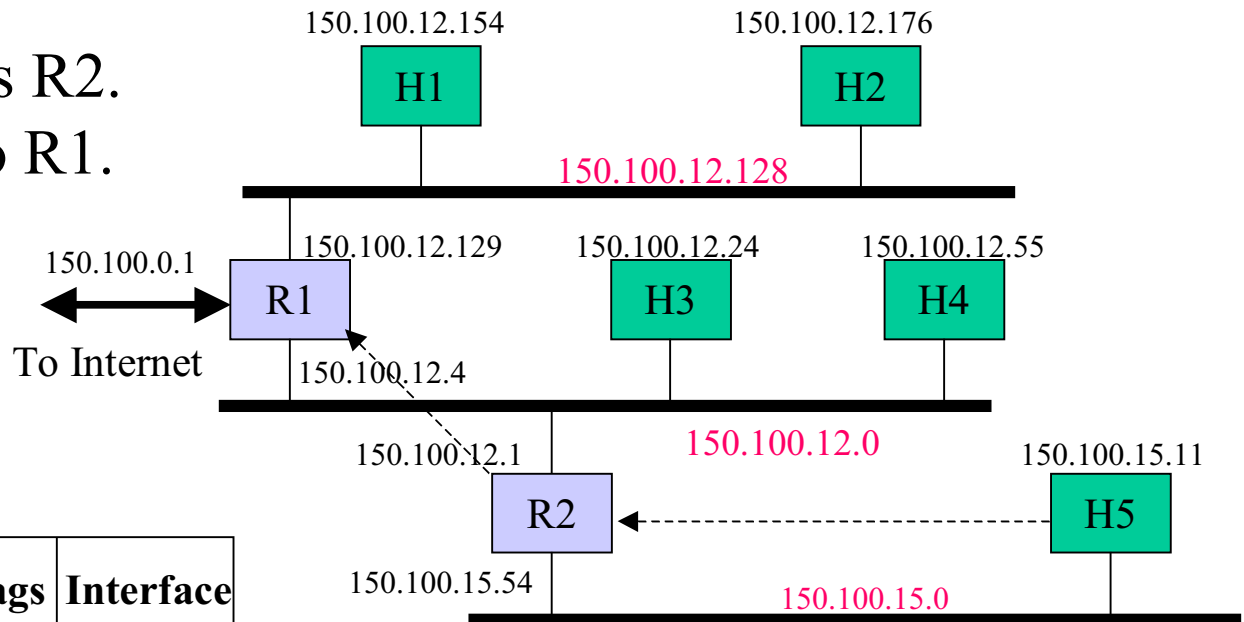 150.100.12.154
150.100.12.176
s R2.
H1
H2
o R1.
150.100.12.128
150.100.0.1
150.100.12.129
150.100.12.24
150.100.12.55
R1
H3
H4
To Internet
150.100.12.4
150.100.12.1
150.100.12.0
150.100.15.11
R2
H5
ags Interface
150.100.15.54
150.100.15.0